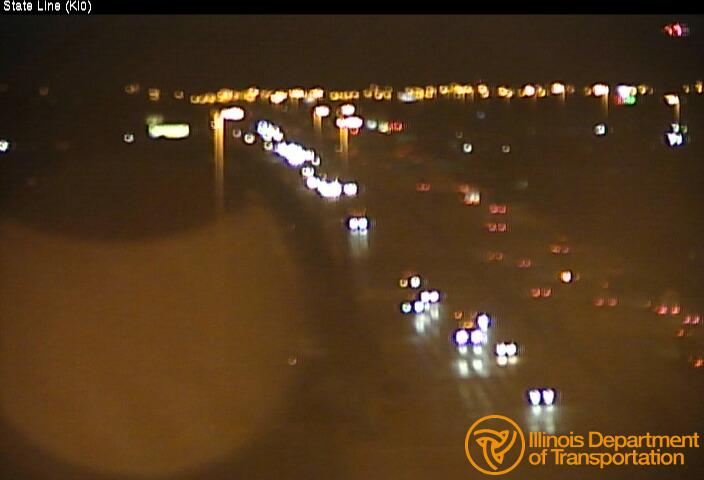 State Line (Kl0)
Illinois Department
of Transportation